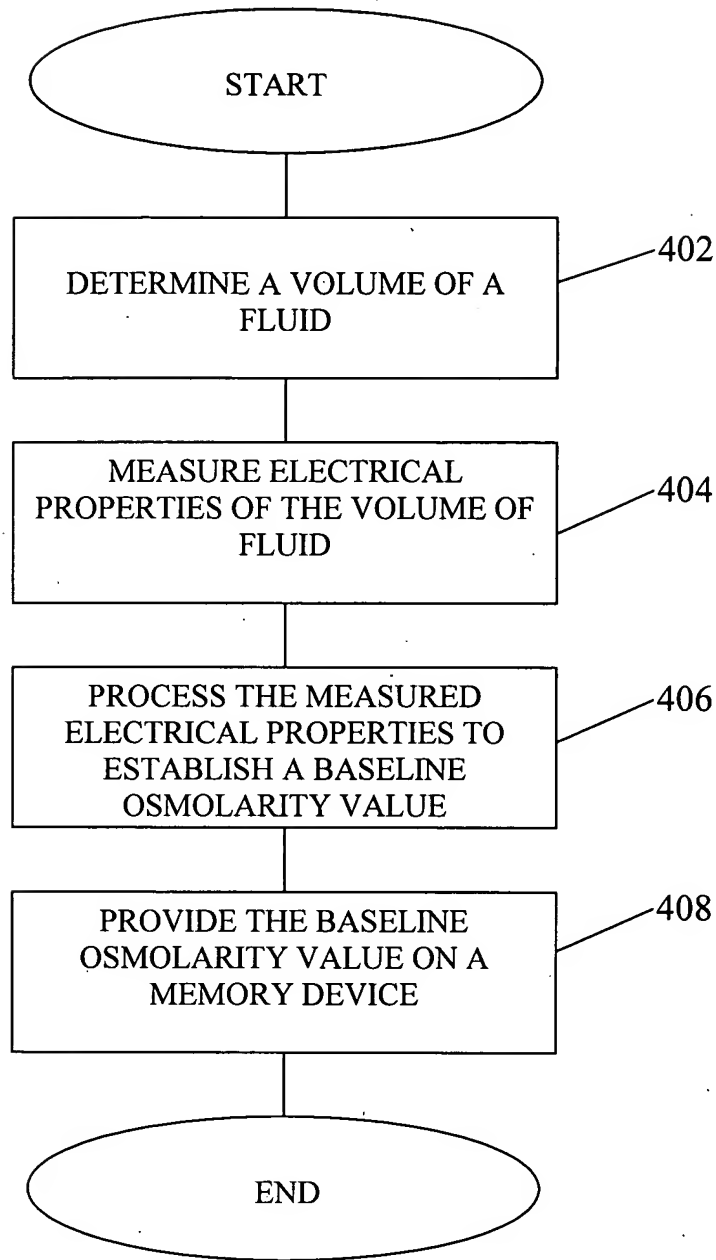 START
DETERMINE A VOLUME OF A
FLUID
402
MEASURE ELECTRICAL
PROPERTIES OF THE VOLUME OF
FLUID
404
PROCESS THE MEASURED
ELECTRICAL PROPERTIES TO
ESTABLISH A BASELINE
OSMOLARITY VALUE
406
PROVIDE THE BASELINE
OSMOLARITY VALUE ON A
MEMORY DEVICE
408
END